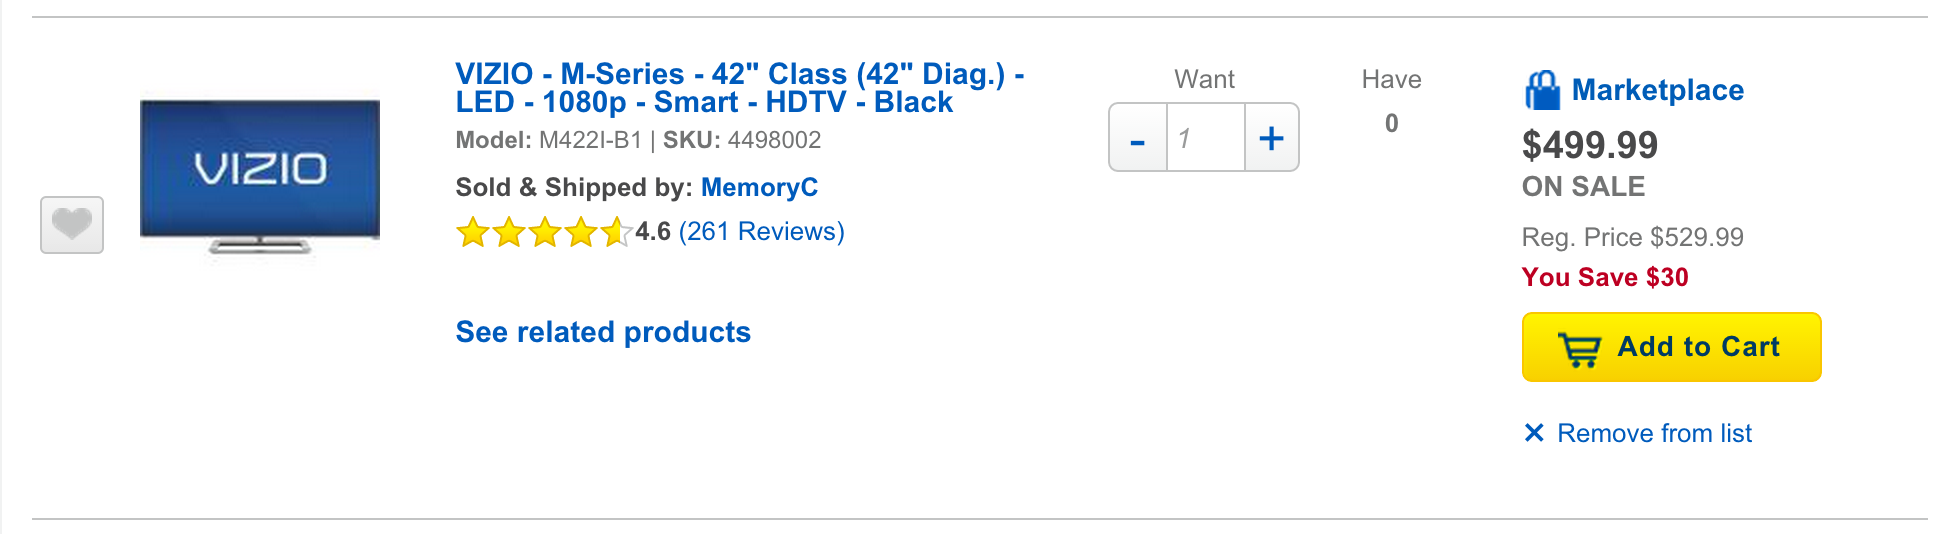 VIZIO
VIZIO - M-Series - 42" Class (42" Diag.) -
LED - 1080p - Smart - HDTV - Black
Model: M422I-B1 | SKU: 4498002
Sold & Shipped by: MemoryC
4.6 (261 Reviews)
See related products
Want
- 1 +
Have
0
Marketplace
$499.99
ON SALE
Reg. Price $529.99
You Save $30
Add to Cart
✕ Remove from list